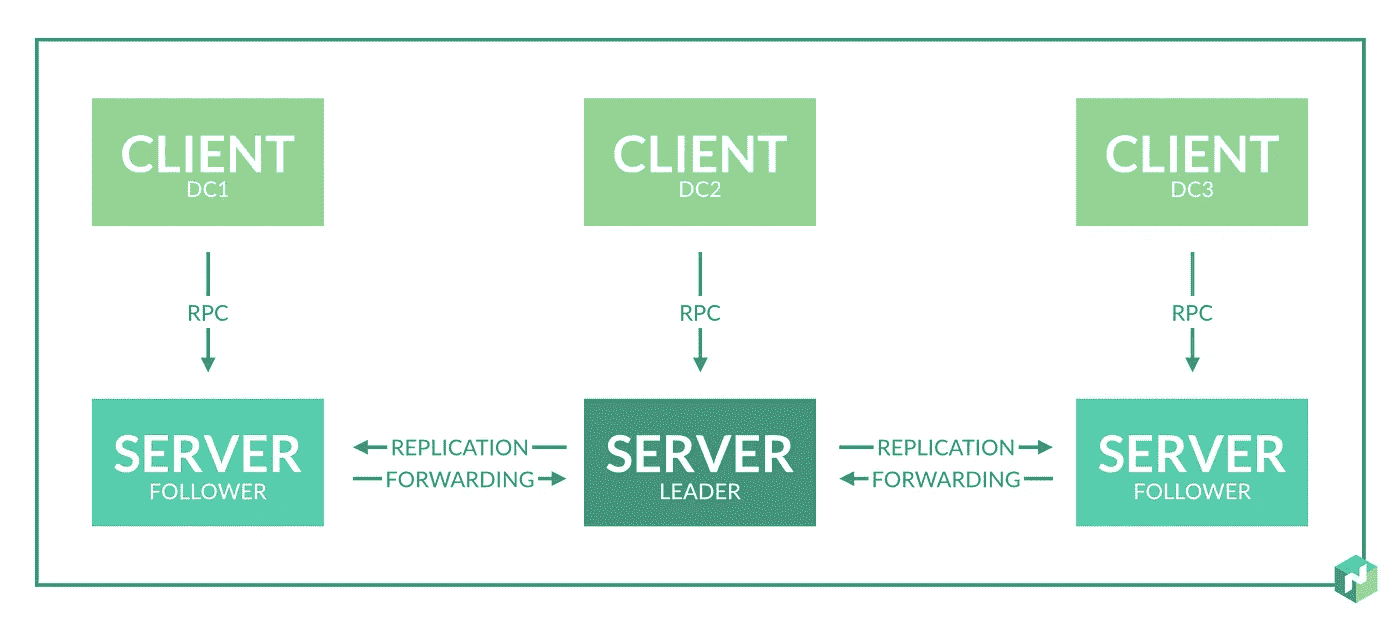 CLIENT
DC1
CLIENT
DC2
CLIENT
DC3
RPC
RPC
RPC
SERVER
FOLLOWER
REPLICATION
FORWARDING
SERVER
LEADER
REPLICATION
FORWARDING
SERVER
FOLLOWER